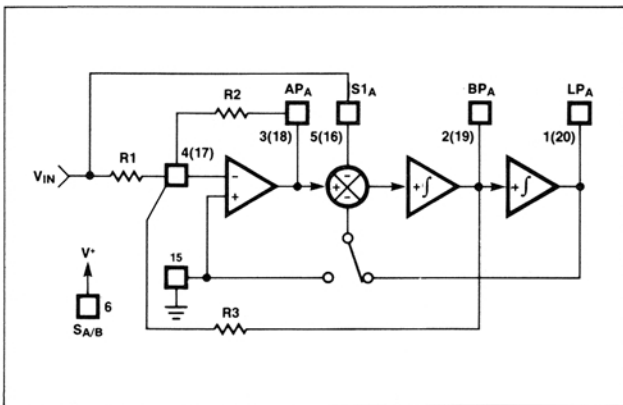 APA S1A BPA LPA
R2
3(18) 5(16) 2(19) 1(20)
R1 4(17)
VIN
- + - + ∫ + ∫
+ -
V+ 15
6
SA/B
R3